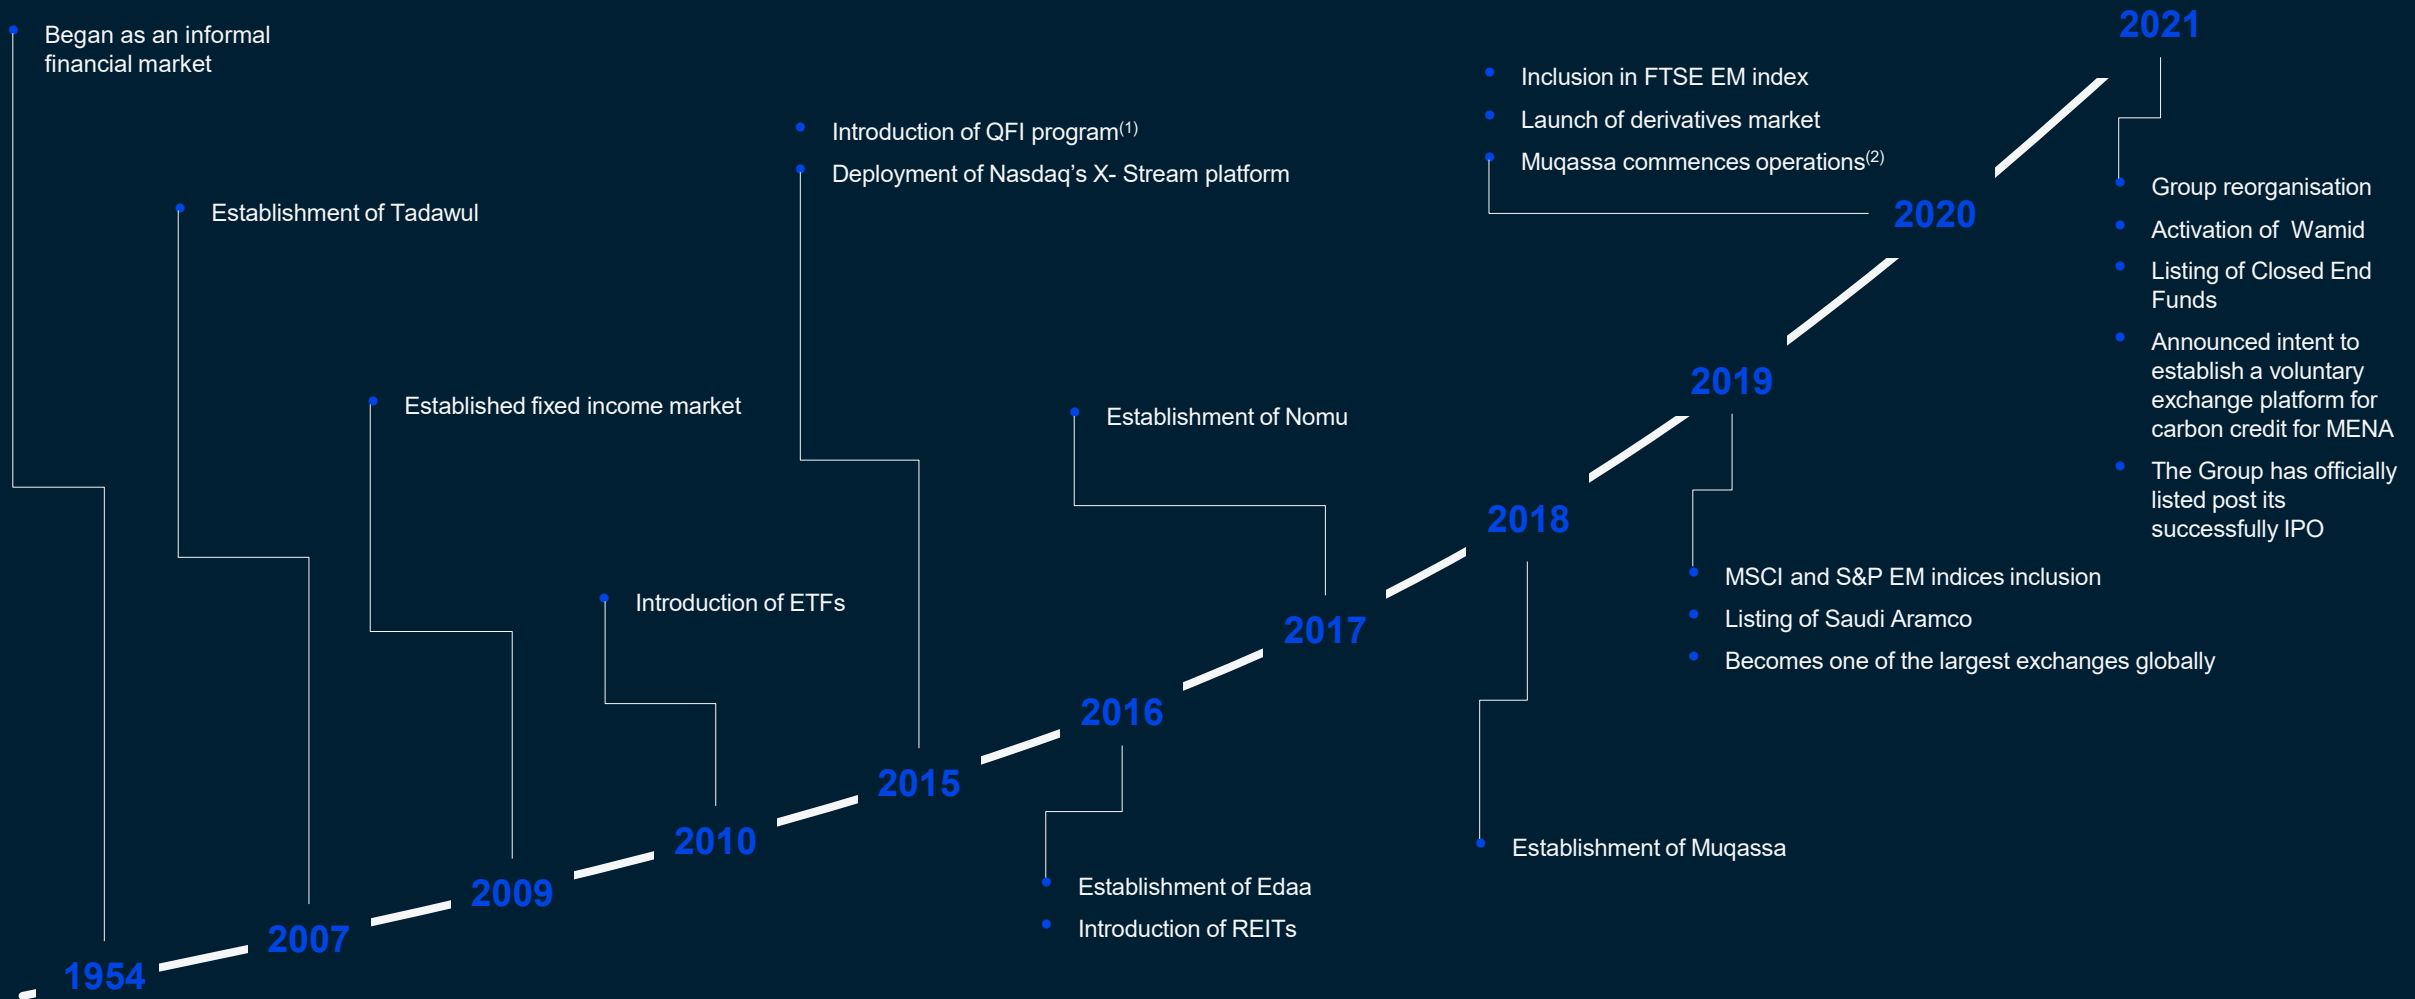 1954
Began as an informal
financial market
2007
Establishment of Tadawul
2009
Established fixed income market
2010
Introduction of ETFs
2015
Introduction of QFI program(1)
Deployment of Nasdaq’s X- Stream platform
2016
Establishment of Edaa
Introduction of REITs
2017
Establishment of Nomu
2018
Establishment of Muqassa
2019
MSCI and S&P EM indices inclusion
Listing of Saudi Aramco
Becomes one of the largest exchanges globally
2020
Inclusion in FTSE EM index
Launch of derivatives market
Muqassa commences operations(2)
2021
Group reorganisation
Activation of  Wamid
Listing of Closed End
Funds
Announced intent to
establish a voluntary
exchange platform for
carbon credit for MENA
The Group has officially
listed post its
successfully IPO